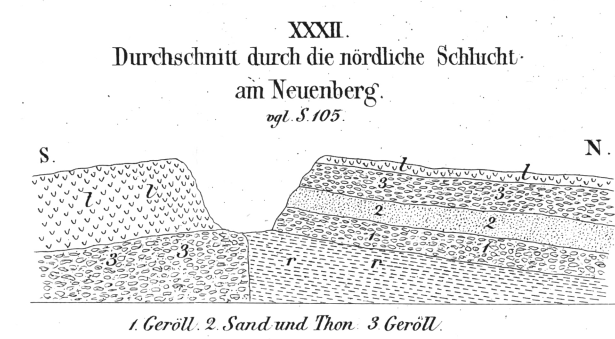 XXXII.
Durchschnitt durch die nördliche Schlucht
am Neuenberg.
vgl. S. 105.
S.
N.
l
l
l
l
3
3
2
2
1
1
3
3
r
r
1. Geröll. 2. Sand und Thon 3 Geröll.